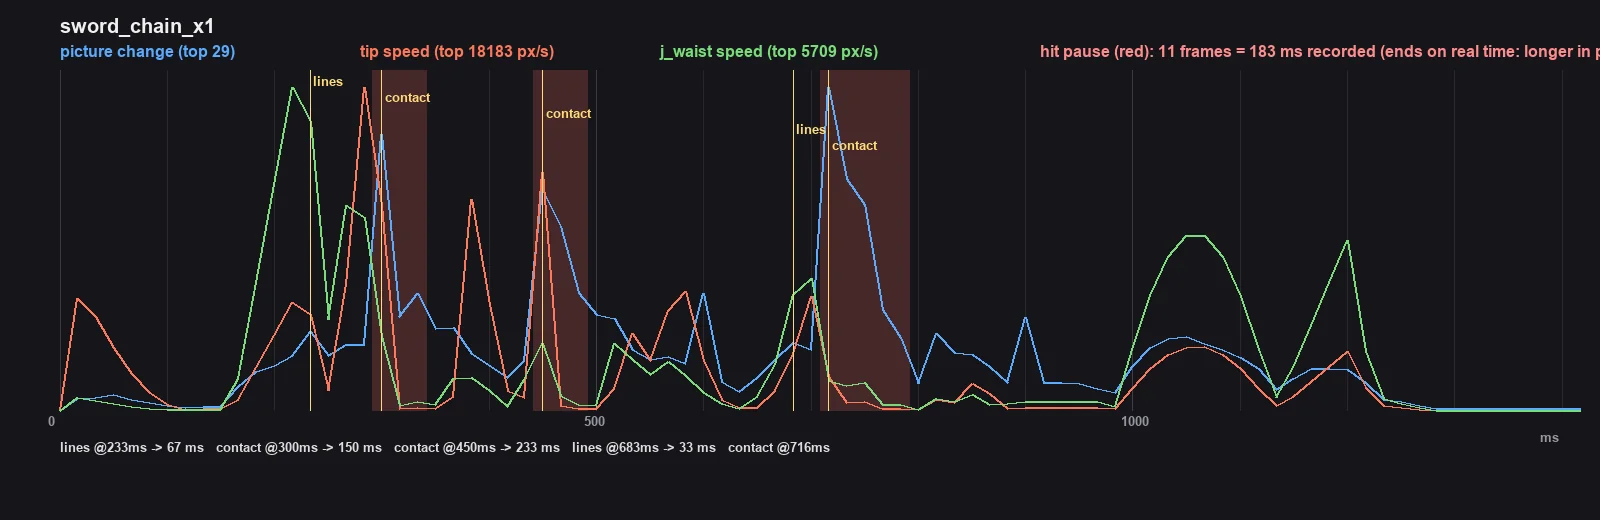 sword_chain_x1
picture change (top 29) tip speed (top 18183 px/s) j_waist speed (top 5709 px/s) hit pause (red): 11 frames = 183 ms recorded (ends on real time: longer in
lines
contact
contact
lines
contact
0 500 1000
ms
lines @233ms -> 67 ms contact @300ms -> 150 ms contact @450ms -> 233 ms lines @683ms -> 33 ms contact @716ms